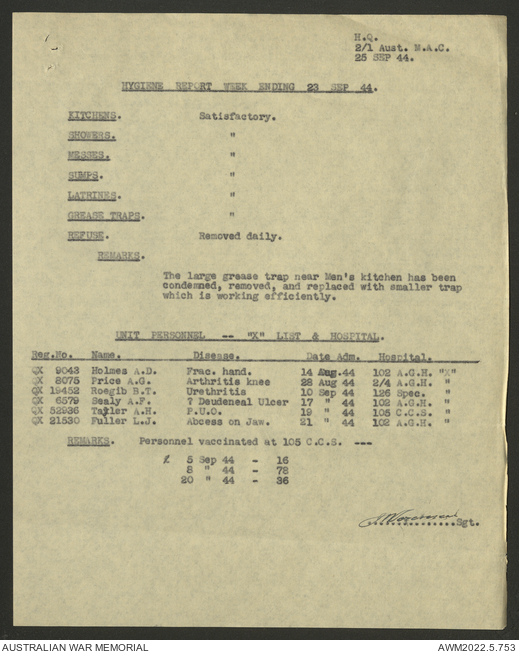 H.Q.
2/1 Aust. M.A.C.
25 SEP 44.
HYGIENE REPORT WEEK ENDING 23 SEP 44.
KITCHENS. Satisfactory.
SHOWERS. "
MESSES. "
SUMPS. "
LATRINES. "
GREASE TRAPS. "
REFUSE. Removed daily.
REMARKS.
The large grease trap near Men's kitchen has been
condemned, removed, and replaced with smaller trap
which is working efficiently.
UNIT PERSONNEL -- "X" LIST & HOSPITAL.
Reg.No. Name. Disease. Date Adm. Hospital.
QX 9043 Holmes A.D. Frac. hand. 14 Aug.44 102 A.G.H. "X"
QX 8075 Price A.G. Arthritis knee 28 Aug 44 2/4 A.G.H. "
QX 19452 Roegib B.T. Urethritis 10 Sep 44 126 Spec. "
QX 6579 Sealy A.F. ? Deudeneal Ulcer 17 " 44 102 A.G.H. "
QX 52936 A.H. P.U.O. 19 " 44 105 C.C.S. "
QX 21530 Fuller L.J. Abcess on Jaw. 21 " 44 102 A.G.H. "
REMARKS. Personnel vaccinated at 105 C.C.S. ---
5 Sep 44 - 16
8 " 44 - 78
20 " 44 - 36
..............Sgt.
AUSTRALIAN WAR MEMORIAL
AWM2022.5.753